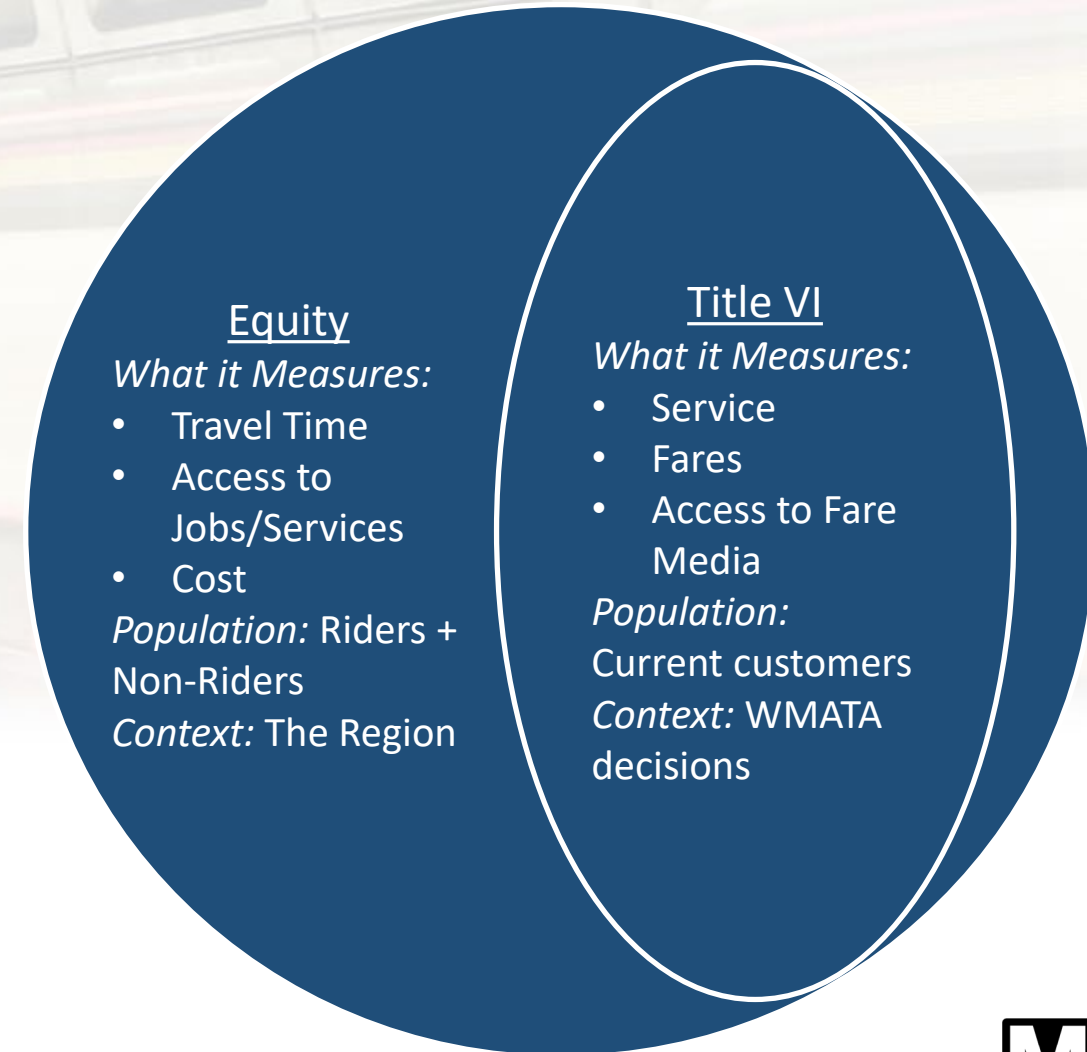 Equity
What it Measures:
• Travel Time
• Access to
Jobs/Services
• Cost
Population: Riders +
Non-Riders
Context: The Region
Title VI
What it Measures:
• Service
• Fares
• Access to Fare
Media
Population:
Current customers
Context: WMATA
decisions
M